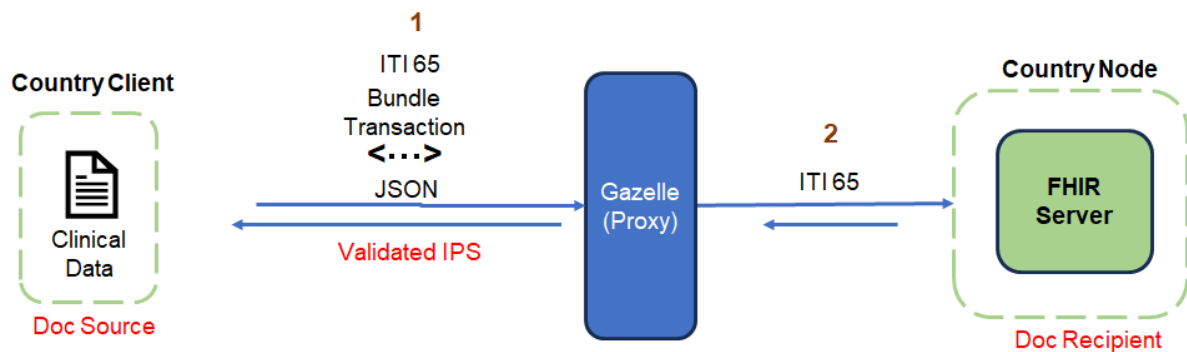 Country Client
Clinical
Data
Doc Source
1
ITI 65
Bundle
Transaction
<···>
JSON
Validated IPS
Gazelle
(Proxy)
2
ITI 65
Country Node
FHIR
Server
Doc Recipient